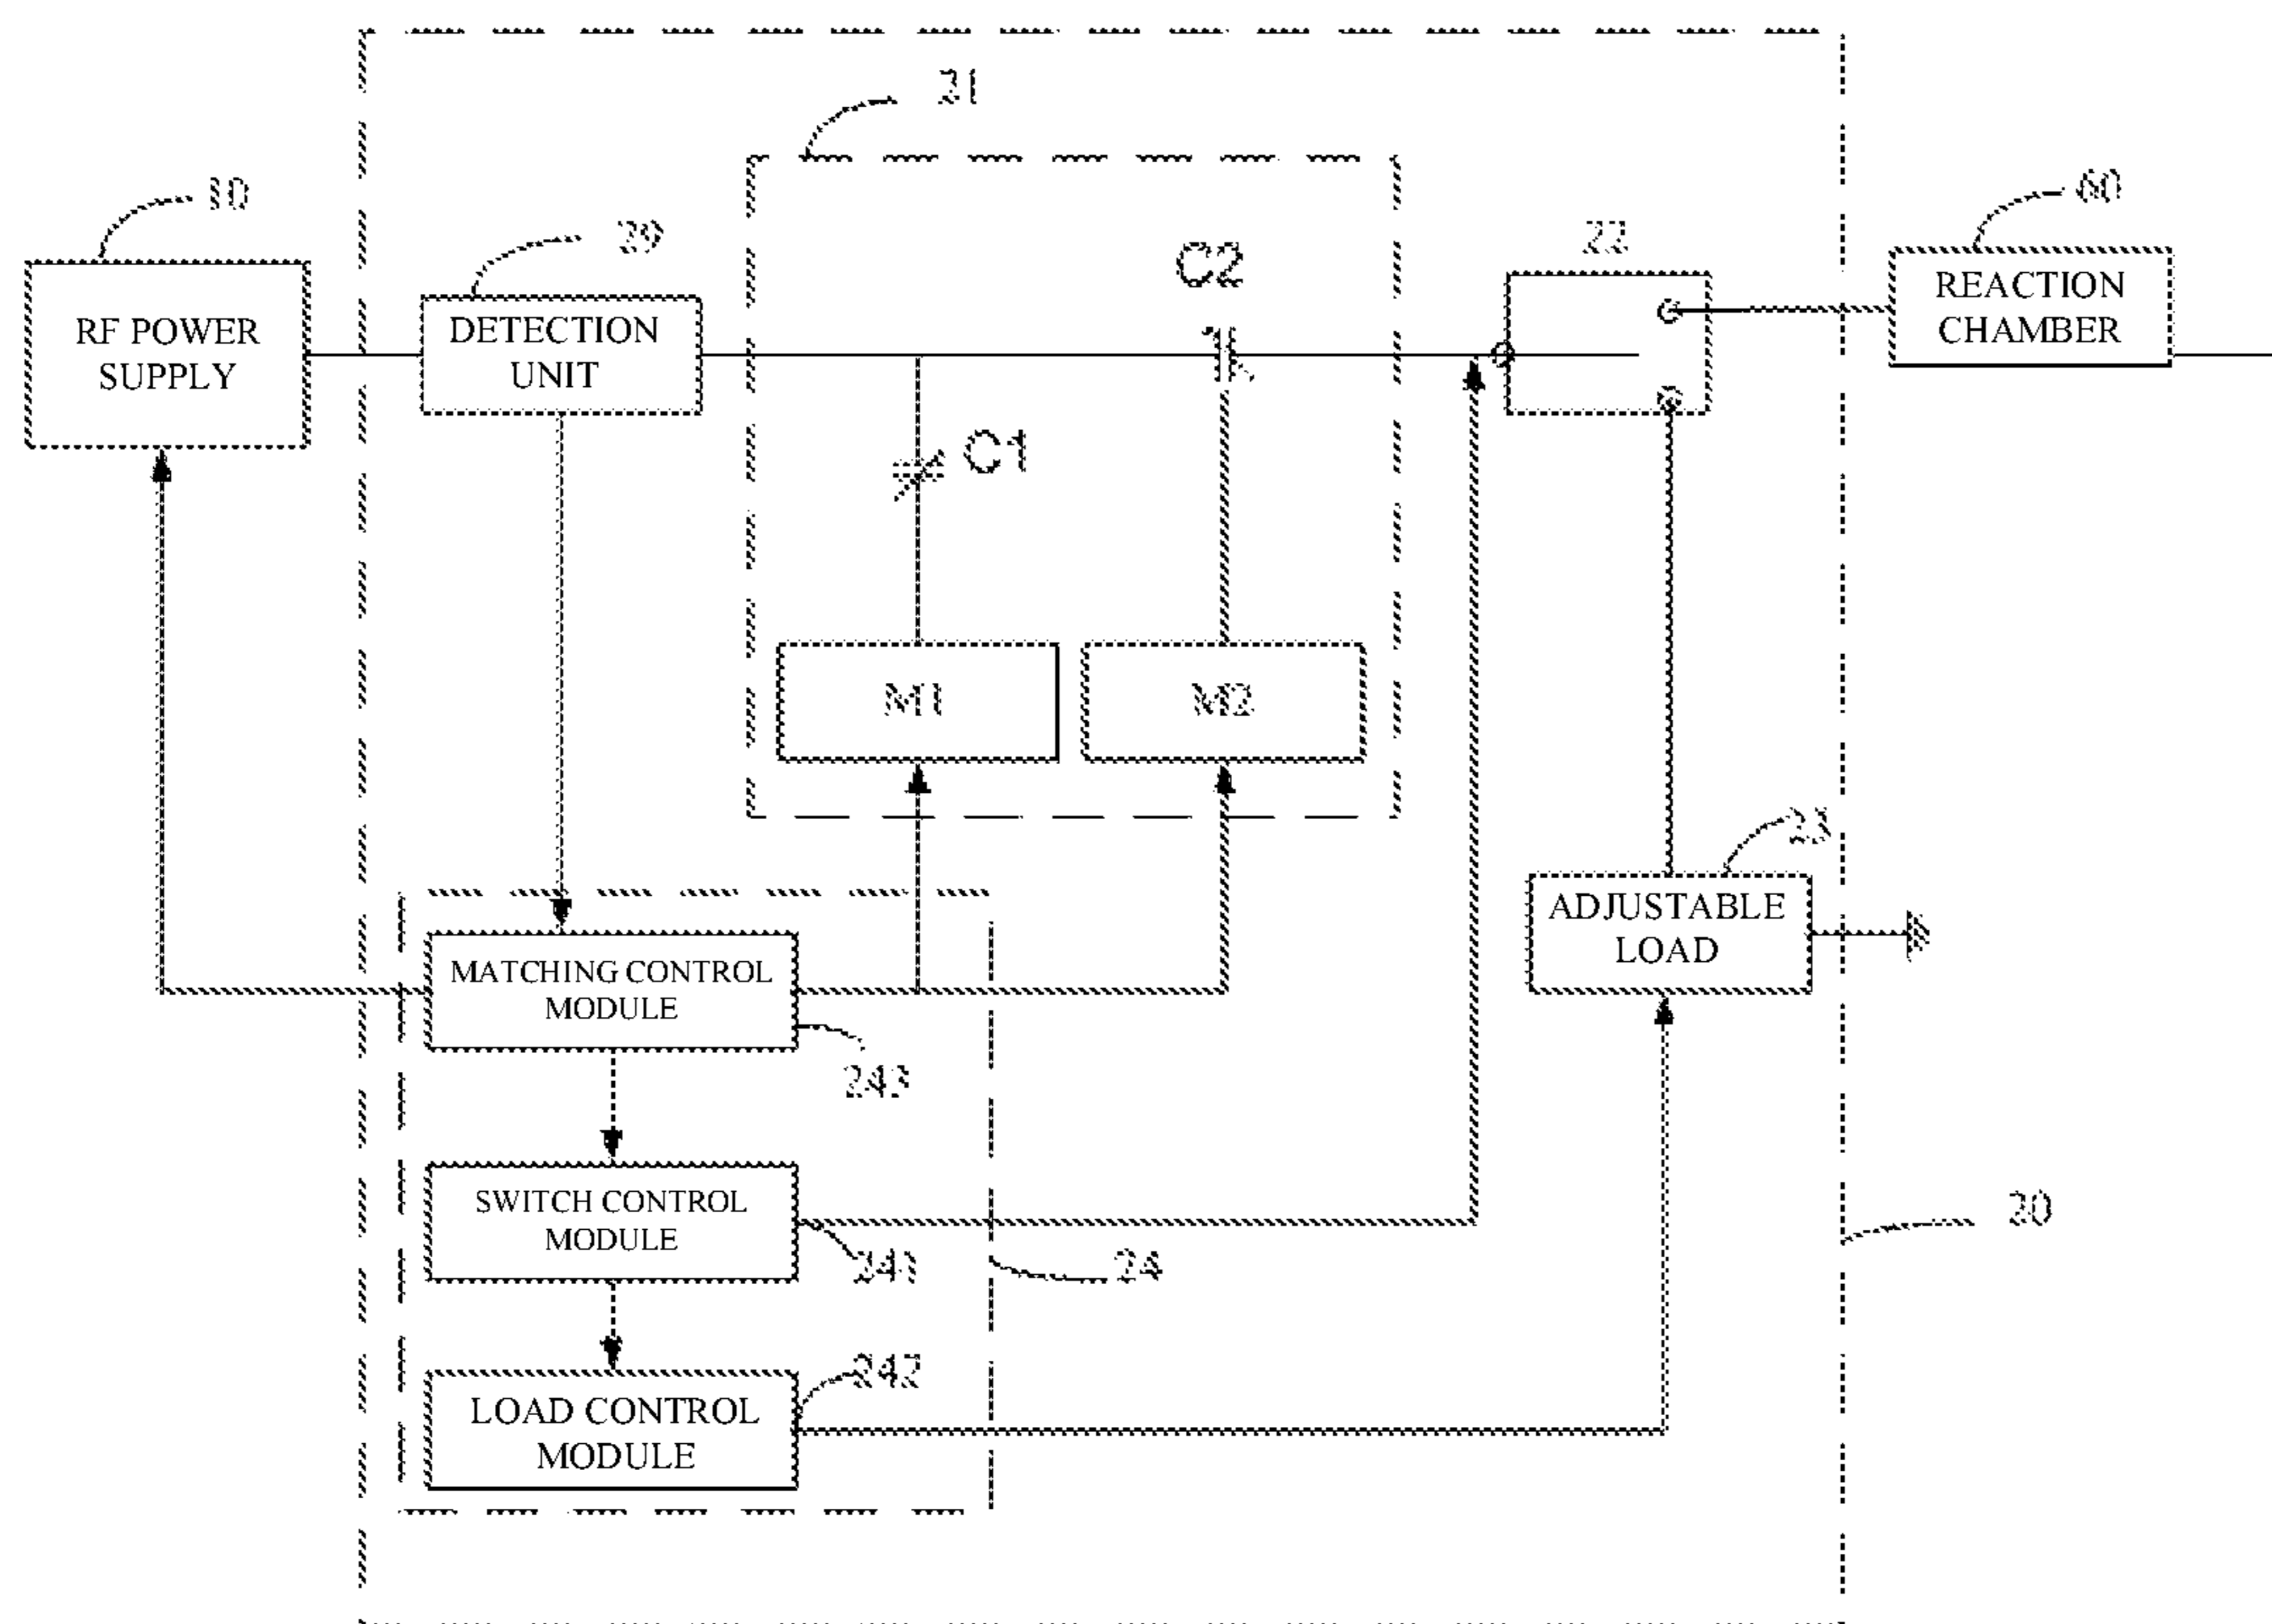 21
10
29
C2
22
60
RF POWER
SUPPLY
DETECTION
UNIT
REACTION
CHAMBER
C1
M1
M2
23
ADJUSTABLE
LOAD
MATCHING CONTROL
MODULE
243
SWITCH CONTROL
MODULE
241
24
20
LOAD CONTROL
MODULE
242